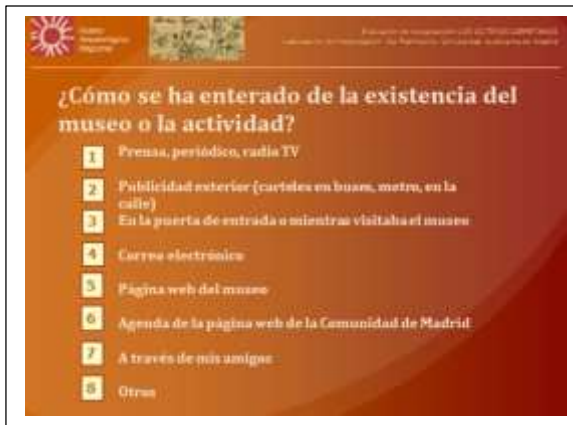 Museo
Arqueológico
Regional
¿Cómo se ha enterado de la existencia del
museo o la actividad?
1 Prensa, periódico, radio TV
2 Publicidad exterior (carteles en buses, metro, en la
calle)
3 En la puerta de entrada o mientras visitaba el museo
4 Correo electrónico
5 Página web del museo
6 Agenda de la página web de la Comunidad de Madrid
7 A través de mis amigos
8 Otros